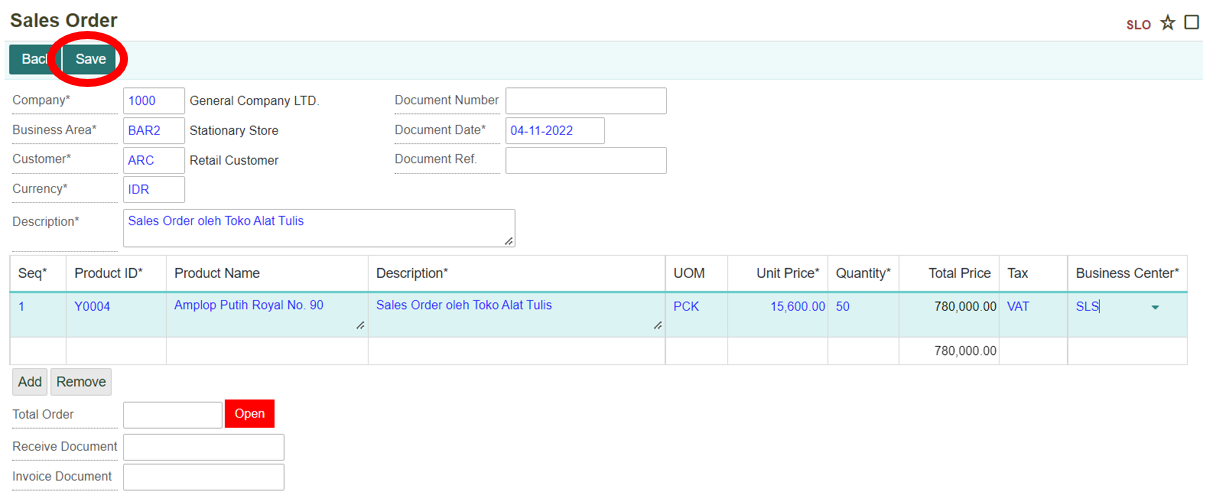 Sales Order
SLO
Back Save
Company* 1000 General Company LTD. Document Number
Business Area* BAR2 Stationary Store Document Date* 04-11-2022
Customer* ARC Retail Customer Document Ref.
Currency* IDR
Description* Sales Order oleh Toko Alat Tulis
Seq* Product ID* Product Name Description* UOM Unit Price* Quantity* Total Price Tax Business Center*
1 Y0004 Amplop Putih Royal No. 90 Sales Order oleh Toko Alat Tulis PCK 15,600.00 50 780,000.00 VAT SLS
780,000.00
Add Remove
Total Order Open
Receive Document
Invoice Document